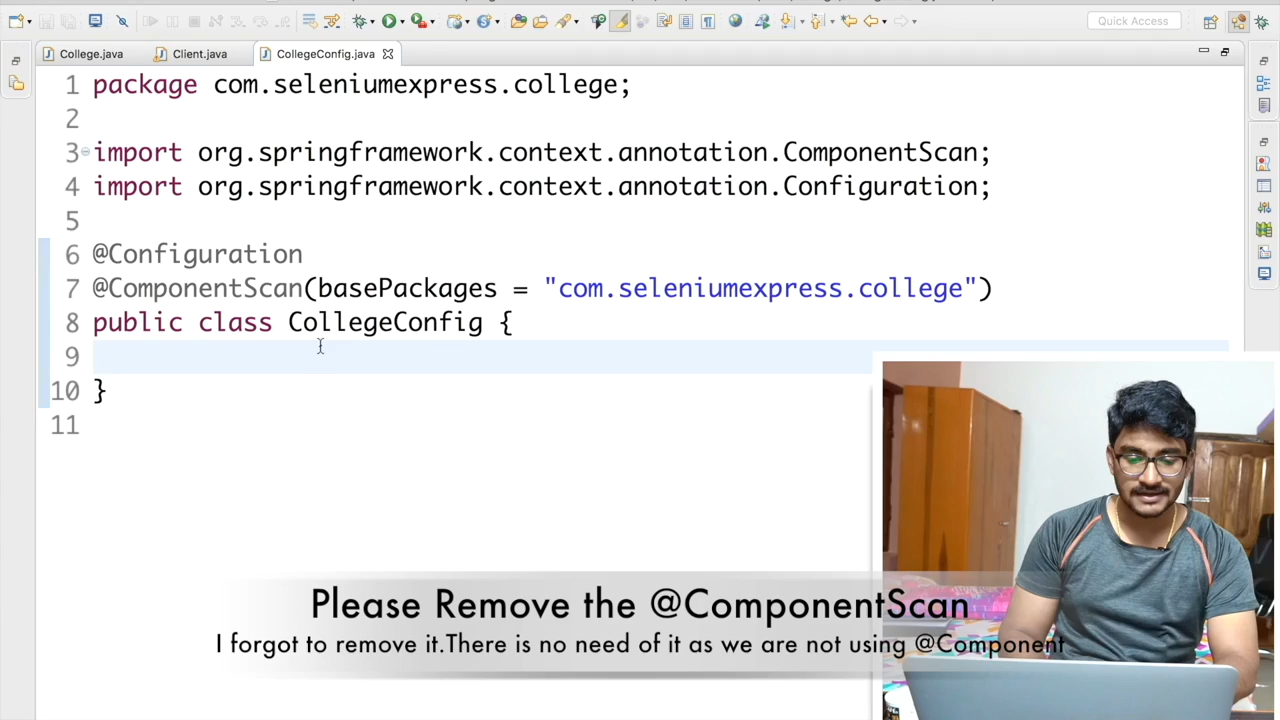 Quick Access
College.java
Client.java
CollegeConfig.java
1 package com.seleniumexpress.college;
2
3 import org.springframework.context.annotation.ComponentScan;
4 import org.springframework.context.annotation.Configuration;
5
6 @Configuration
7 @ComponentScan(basePackages = "com.seleniumexpress.college")
8 public class CollegeConfig {
9
10 }
11
Please Remove the @ComponentScan
I forgot to remove it.There is no need of it as we are not using @Component